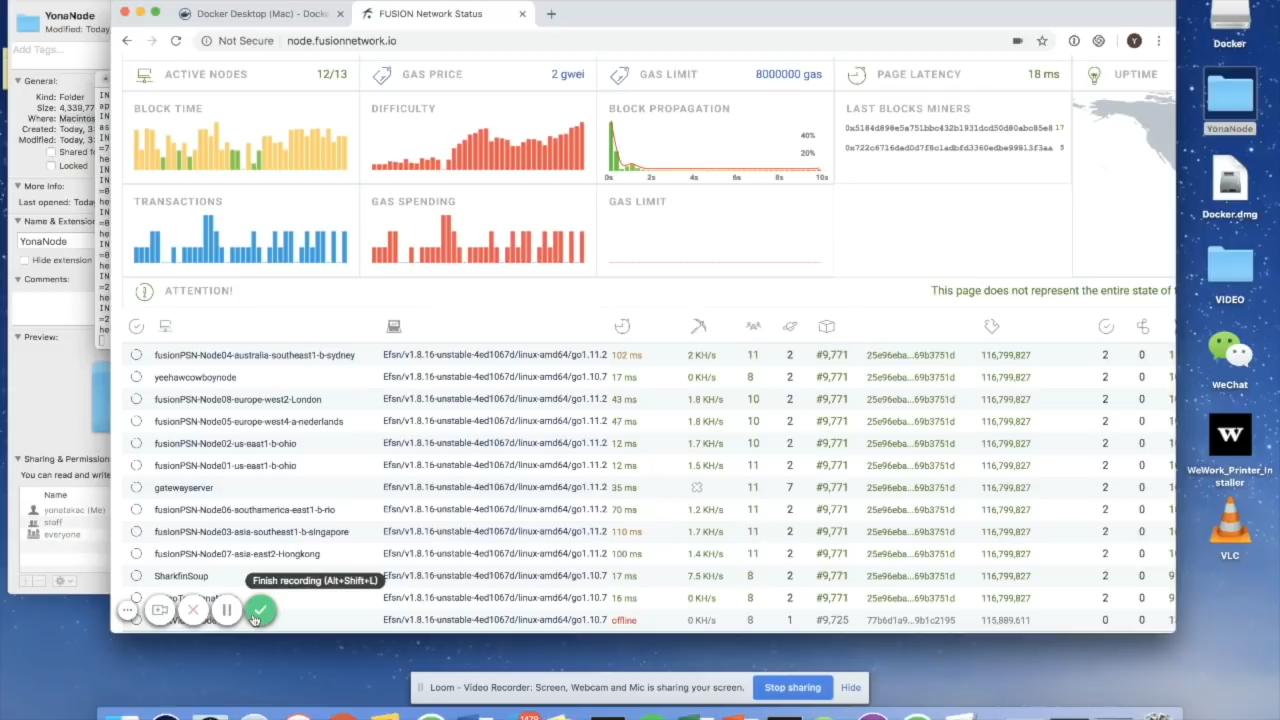 YonaNode
Modified: Today
Add Tags...
General:
Kind: Folder
Size: 4,339,77
Where: Macintos
Created: Today, 3:
Modified: Today, 3:
Shared fo
Locked
More Info:
Last opened: Today
Name & Extension
YonaNode
Hide extension
Comments:
Preview:
Sharing & Permissio
You can read and write
Name
yonatakac (Me)
staff
everyone
Docker Desktop (Mac) - Docke
FUSION Network Status
Not Secure
node.fusionnetwork.io
Y
ACTIVE NODES 12/13
GAS PRICE 2 gwei
GAS LIMIT 8000000 gas
PAGE LATENCY 18 ms
UPTIME
BLOCK TIME
DIFFICULTY
BLOCK PROPAGATION
40%
20%
0s 2s 4s 6s 8s 10s
LAST BLOCKS MINERS
17
5
TRANSACTIONS
GAS SPENDING
GAS LIMIT
ATTENTION!
This page does not represent the entire state of
fusionPSN-Node04-australia-southeast1-b-sydney Efsn/v1.8.16-unstable-4ed1067d/linux-amd64/go1.11.2 102 ms 2 KH/s 11 2 #9,771 25e96eba...69b3751d 116,799,827 2 0
yeehawcowboynode Efsn/v1.8.16-unstable-4ed1067d/linux-amd64/go1.10.7 17 ms 0 KH/s 8 2 #9,771 25e96eba...69b3751d 116,799,827 2 0
fusionPSN-Node08-europe-west2-London Efsn/v1.8.16-unstable-4ed1067d/linux-amd64/go1.11.2 43 ms 1.8 KH/s 10 2 #9,771 25e96eba...69b3751d 116,799,827 2 0
fusionPSN-Node05-europe-west4-a-nederlands Efsn/v1.8.16-unstable-4ed1067d/linux-amd64/go1.11.2 47 ms 1.8 KH/s 10 2 #9,771 25e96eba...69b3751d 116,799,827 2 0
fusionPSN-Node02-us-east1-b-ohio Efsn/v1.8.16-unstable-4ed1067d/linux-amd64/go1.11.2 12 ms 1.7 KH/s 10 2 #9,771 25e96eba...69b3751d 116,799,827 2 0
fusionPSN-Node01-us-east1-b-ohio Efsn/v1.8.16-unstable-4ed1067d/linux-amd64/go1.11.2 12 ms 1.5 KH/s 11 2 #9,771 25e96eba...69b3751d 116,799,827 2 0
gatewayserver Efsn/v1.8.16-unstable-4ed1067d/linux-amd64/go1.11.2 35 ms 11 7 #9,771 25e96eba...69b3751d 116,799,827 2 0
fusionPSN-Node06-southamerica-east1-b-rio Efsn/v1.8.16-unstable-4ed1067d/linux-amd64/go1.11.2 70 ms 1.2 KH/s 11 2 #9,771 25e96eba...69b3751d 116,799,827 2 0
fusionPSN-Node03-asia-southeast1-b-singapore Efsn/v1.8.16-unstable-4ed1067d/linux-amd64/go1.11.2 110 ms 1.7 KH/s 11 2 #9,771 25e96eba...69b3751d 116,799,827 2 0
fusionPSN-Node07-asia-east2-Hongkong Efsn/v1.8.16-unstable-4ed1067d/linux-amd64/go1.11.2 100 ms 1.4 KH/s 11 2 #9,771 25e96eba...69b3751d 116,799,827 2 0
SharkfinSoup Efsn/v1.8.16-unstable-4ed1067d/linux-amd64/go1.10.7 17 ms 7.5 KH/s 8 2 #9,771 25e96eba...69b3751d 116,799,827 2 0 9
Efsn/v1.8.16-unstable-4ed1067d/linux-amd64/go1.10.7 16 ms 0 KH/s 8 2 #9,771 25e96eba...69b3751d 116,799,827 2 0 9
Efsn/v1.8.16-unstable-4ed1067d/linux-amd64/go1.10.7 offline 0 KH/s 8 1 #9,725 77b6d1a9...9b1c2195 115,889,611 0 0
Finish recording (Alt+Shift+L)
Loom - Video Recorder: Screen, Webcam and Mic is sharing your screen.
Stop sharing
Hide
Docker
YonaNode
Docker.dmg
VIDEO
WeChat
W
WeWork_Printer_In
staller
VLC
1479